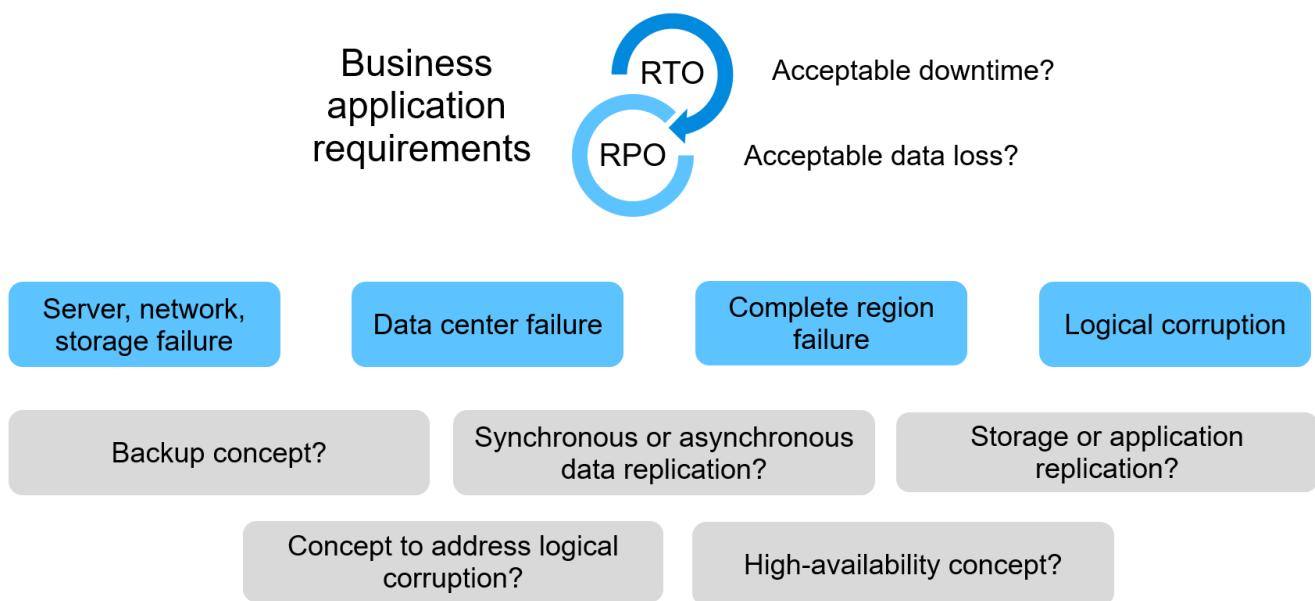 Business
application
requirements
RTO
Acceptable downtime?
RPO
Acceptable data loss?
Server, network,
storage failure
Data center failure
Complete region
failure
Logical corruption
Backup concept?
Synchronous or asynchronous
data replication?
Storage or application
replication?
Concept to address logical
corruption?
High-availability concept?